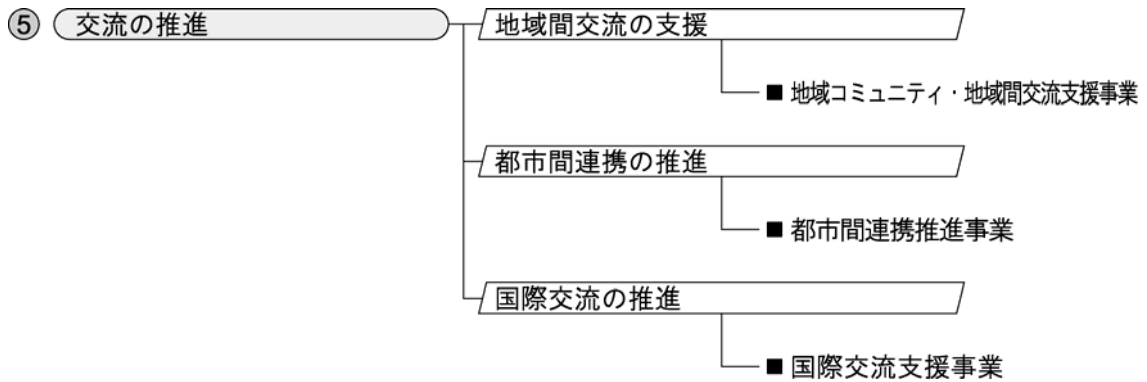 ⑤ 交流の推進
地域間交流の支援
■ 地域コミュニティ・地域間交流支援事業
都市間連携の推進
■ 都市間連携推進事業
国際交流の推進
■ 国際交流支援事業